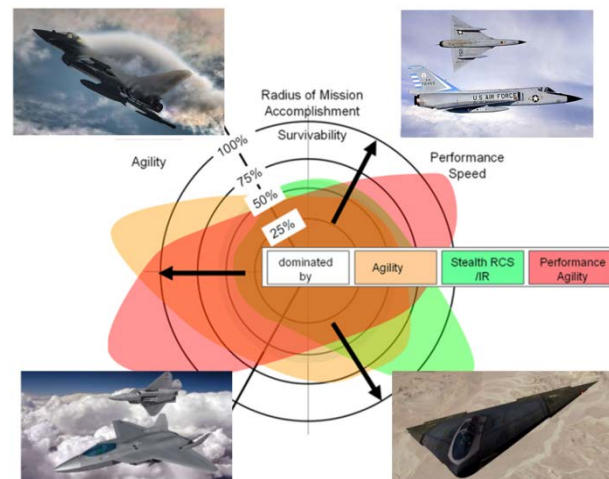 Radius of Mission
Accomplishment
Survivability
Agility
Performance
Speed
100%
75%
50%
25%
dominated
by
Agility
Stealth RCS
/IR
Performance
Agility
U.S. AIR FORCE